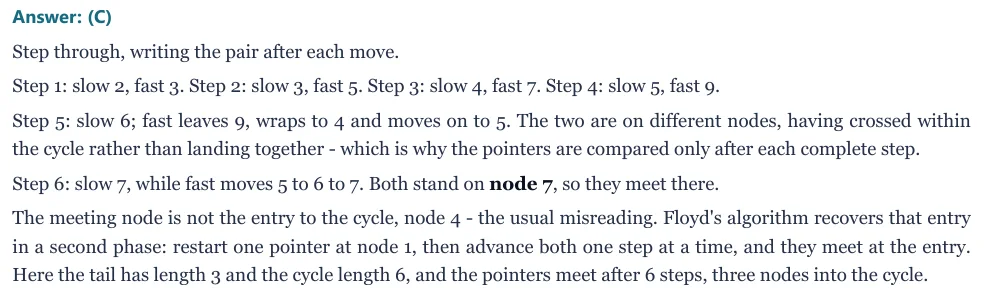 Answer: (C)
Step through, writing the pair after each move.
Step 1: slow 2, fast 3. Step 2: slow 3, fast 5. Step 3: slow 4, fast 7. Step 4: slow 5, fast 9.
Step 5: slow 6; fast leaves 9, wraps to 4 and moves on to 5. The two are on different nodes, having crossed within
the cycle rather than landing together - which is why the pointers are compared only after each complete step.
Step 6: slow 7, while fast moves 5 to 6 to 7. Both stand on node 7, so they meet there.
The meeting node is not the entry to the cycle, node 4 - the usual misreading. Floyd's algorithm recovers that entry
in a second phase: restart one pointer at node 1, then advance both one step at a time, and they meet at the entry.
Here the tail has length 3 and the cycle length 6, and the pointers meet after 6 steps, three nodes into the cycle.